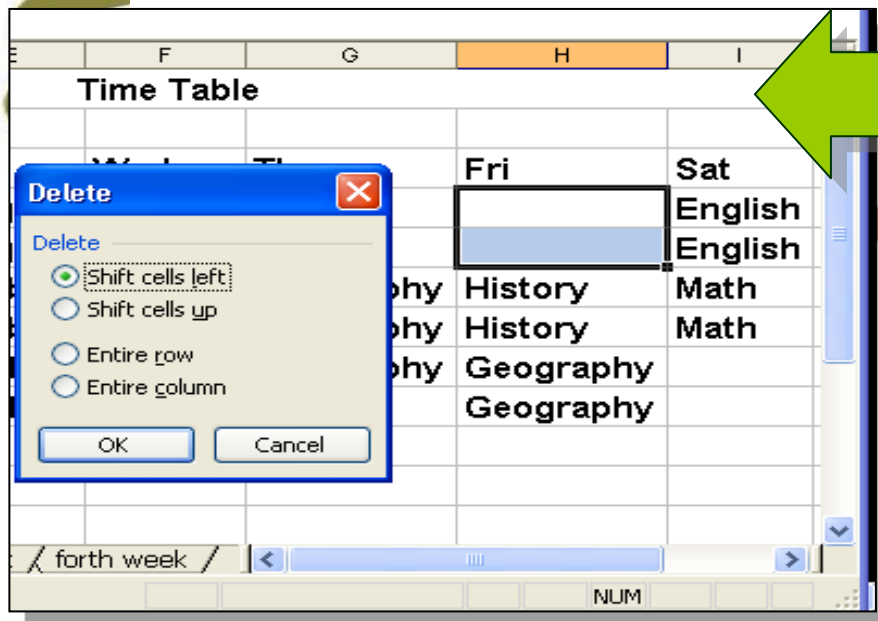 F G H I
Time Table
Fri Sat
Delete
English
Delete
English
Shift cells left
History Math
Shift cells up
History Math
Entire row
Geography
Entire column
Geography
OK Cancel
forth week
NUM